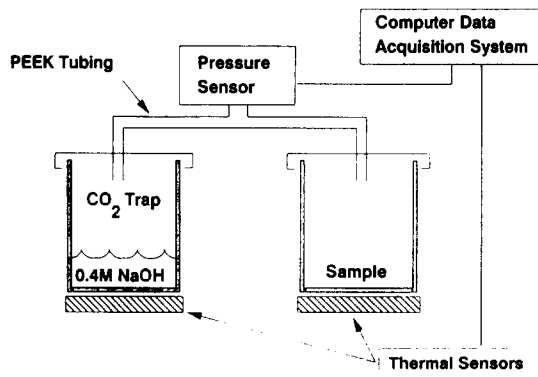 Computer Data
Acquisition System
Pressure
Sensor
PEEK Tubing
CO2 Trap
0.4M NaOH
Sample
Thermal Sensors